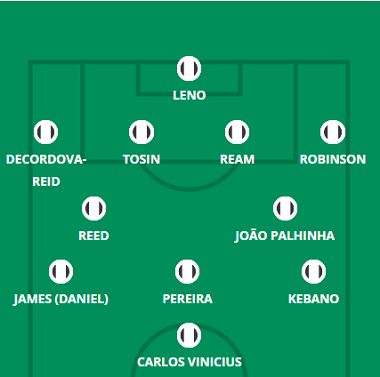 LENO
DECORDOVA-
REID
TOSIN
REAM
ROBINSON
REED
JOÃO PALHINHA
JAMES (DANIEL)
PEREIRA
KEBANO
CARLOS VINICIUS